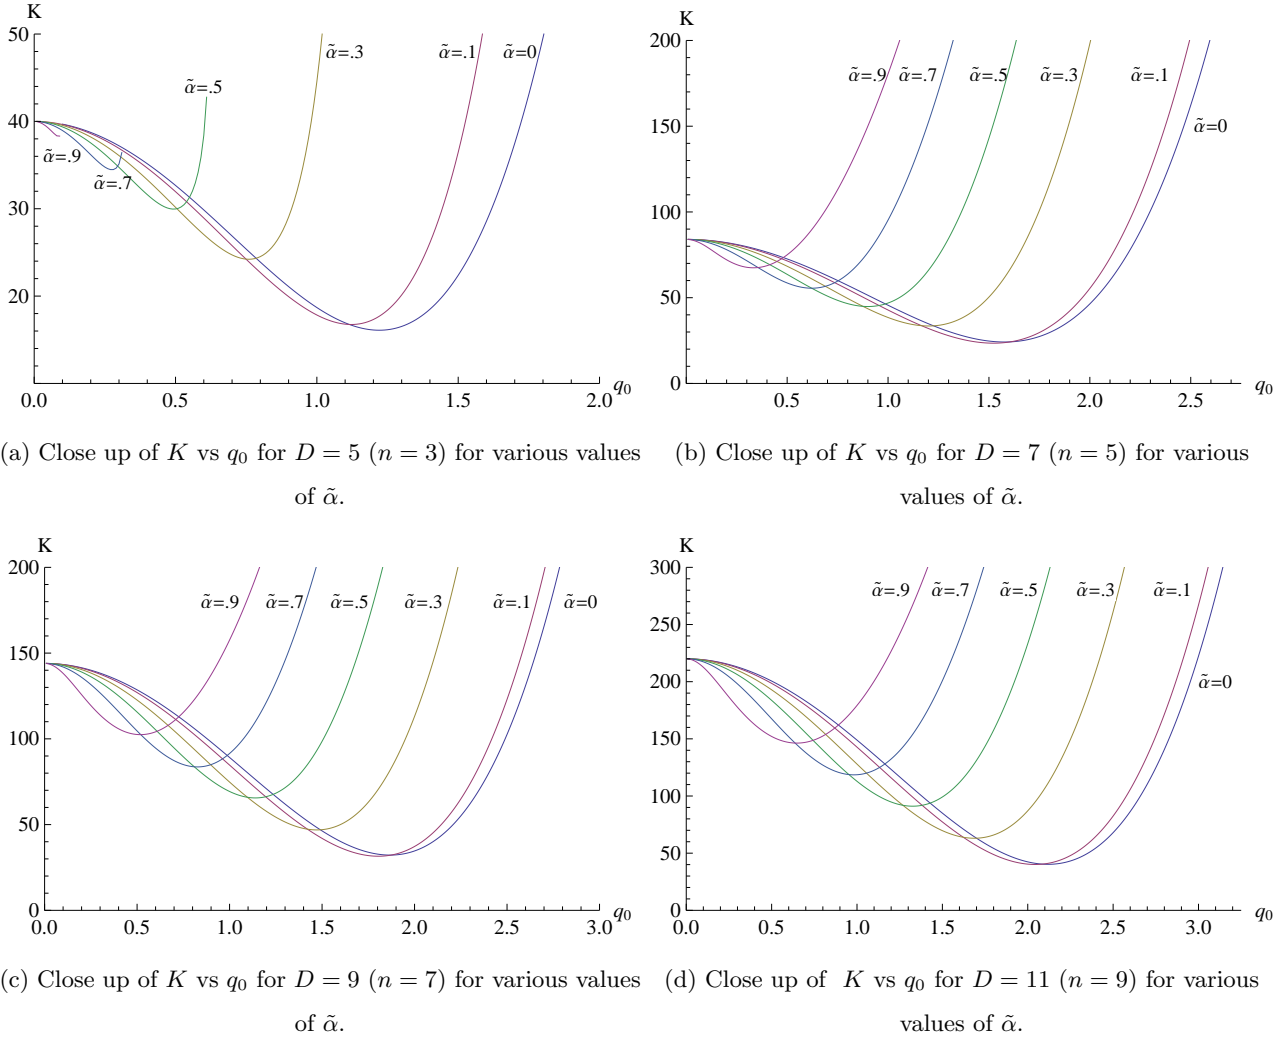 K
50
40
30
20
0.0 0.5 1.0 1.5 2.0 q₀
α̃=.9
α̃=.7
α̃=.5
α̃=.3
α̃=.1
α̃=0
(a) Close up of K vs q₀ for D = 5 (n = 3) for various values
of α̃.
K
200
150
100
50
0
0.5 1.0 1.5 2.0 2.5 q₀
α̃=.9
α̃=.7
α̃=.5
α̃=.3
α̃=.1
α̃=0
(b) Close up of K vs q₀ for D = 7 (n = 5) for various
values of α̃.
K
200
150
100
50
0
0.0 0.5 1.0 1.5 2.0 2.5 3.0 q₀
α̃=.9
α̃=.7
α̃=.5
α̃=.3
α̃=.1
α̃=0
(c) Close up of K vs q₀ for D = 9 (n = 7) for various values
of α̃.
K
300
250
200
150
100
50
0
0.0 0.5 1.0 1.5 2.0 2.5 3.0 q₀
α̃=.9
α̃=.7
α̃=.5
α̃=.3
α̃=.1
α̃=0
(d) Close up of K vs q₀ for D = 11 (n = 9) for various
values of α̃.